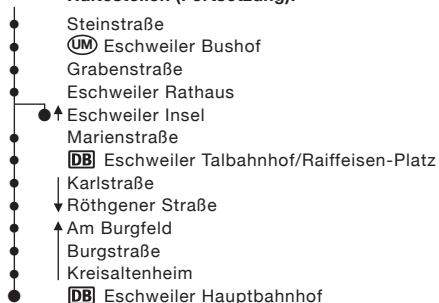 Haltestellen (Fortsetzung):
Steinstraße
UM Eschweiler Bushof
Grabenstraße
Eschweiler Rathaus
Eschweiler Insel
Marienstraße
DB Eschweiler Talbahnhof/Raiffeisen-Platz
Karlstraße
Röthgener Straße
Am Burgfeld
Burgstraße
Kreisaltenheim
DB Eschweiler Hauptbahnhof